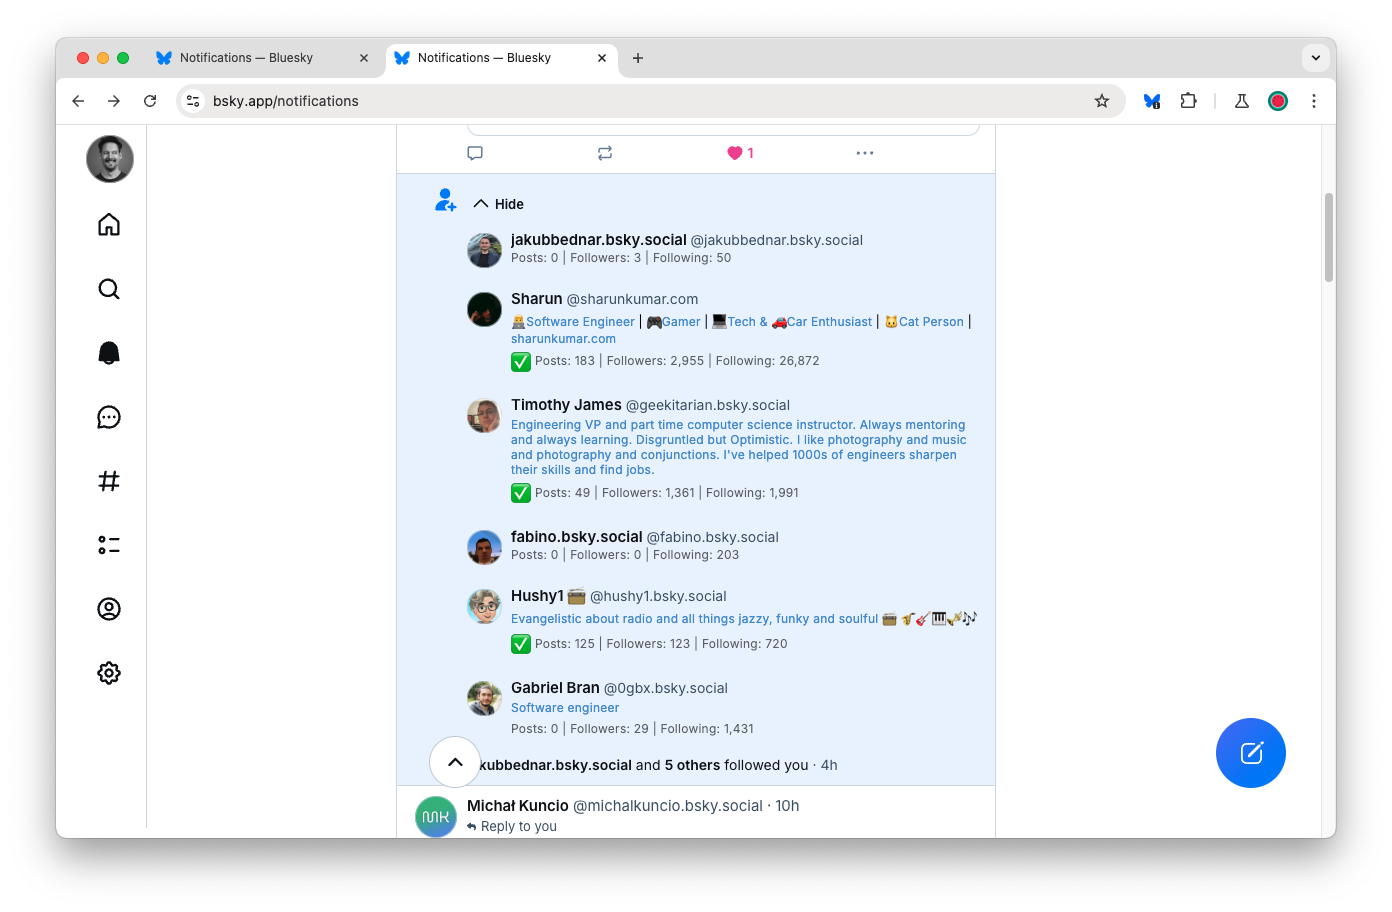 Notifications — Bluesky
Notifications — Bluesky
bsky.app/notifications
1
Hide
jakubbednar.bsky.social @jakubbednar.bsky.social
Posts: 0 | Followers: 3 | Following: 50
Sharun @sharunkumar.com
👨🏻‍💻Software Engineer | 🎮Gamer | 💻Tech & 🚗Car Enthusiast | 🐱Cat Person |
sharunkumar.com
✅ Posts: 183 | Followers: 2,955 | Following: 26,872
Timothy James @geekitarian.bsky.social
Engineering VP and part time computer science instructor. Always mentoring
and always learning. Disgruntled but Optimistic. I like photography and music
and photography and conjunctions. I've helped 1000s of engineers sharpen
their skills and find jobs.
✅ Posts: 49 | Followers: 1,361 | Following: 1,991
fabino.bsky.social @fabino.bsky.social
Posts: 0 | Followers: 0 | Following: 203
Hushy1 📻 @hushy1.bsky.social
Evangelistic about radio and all things jazzy, funky and soulful 📻 🎷🎸🎹🎺🎶
✅ Posts: 125 | Followers: 123 | Following: 720
Gabriel Bran @0gbx.bsky.social
Software engineer
Posts: 0 | Followers: 29 | Following: 1,431
kubbednar.bsky.social and 5 others followed you · 4h
MK
Michał Kuncio @michalkuncio.bsky.social · 10h
Reply to you